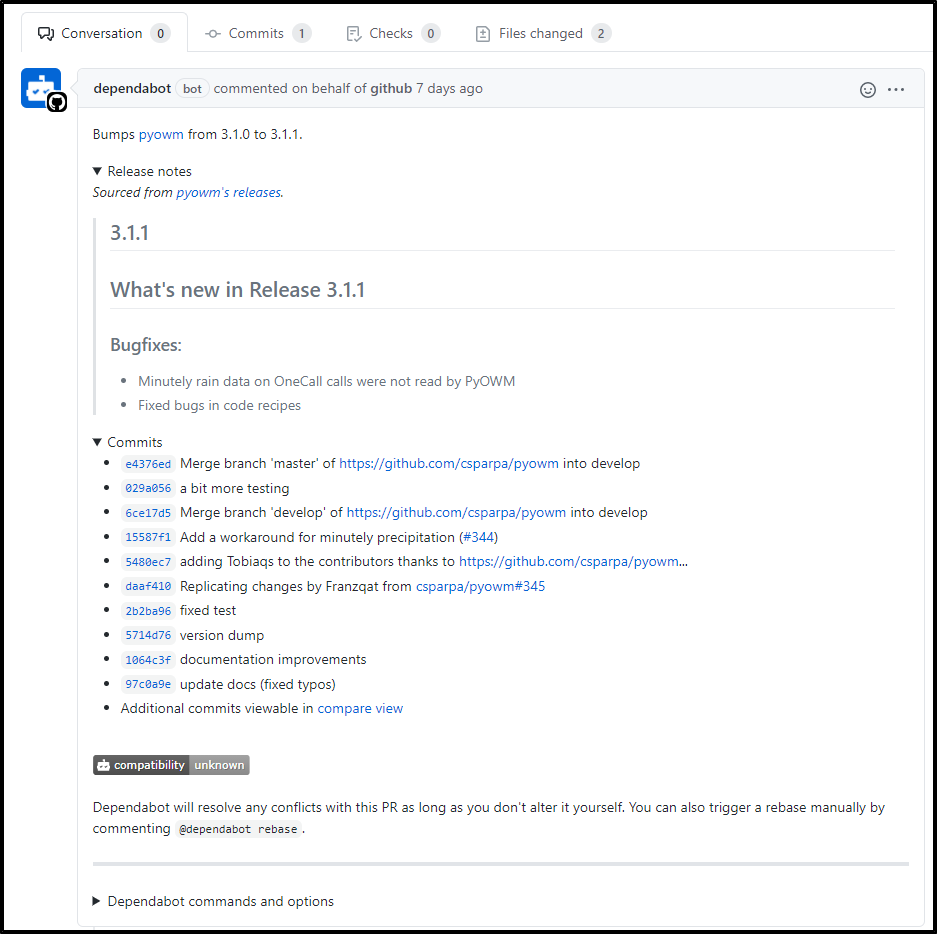 Conversation 0 Commits 1 Checks 0 Files changed 2
dependabot bot commented on behalf of github 7 days ago
Bumps pyowm from 3.1.0 to 3.1.1.
Release notes
Sourced from pyowm's releases.
3.1.1
What's new in Release 3.1.1
Bugfixes:
• Minutely rain data on OneCall calls were not read by PyOWM
• Fixed bugs in code recipes
Commits
• e4376ed Merge branch 'master' of https://github.com/csparpa/pyowm into develop
• 029a056 a bit more testing
• 6ce17d5 Merge branch 'develop' of https://github.com/csparpa/pyowm into develop
• 15587f1 Add a workaround for minutely precipitation (#344)
• 5480ec7 adding Tobiaqs to the contributors thanks to https://github.com/csparpa/pyowm...
• daaf410 Replicating changes by Franzqat from csparpa/pyowm#345
• 2b2ba96 fixed test
• 5714d76 version dump
• 1064c3f documentation improvements
• 97c0a9e update docs (fixed typos)
• Additional commits viewable in compare view
compatibility unknown
Dependabot will resolve any conflicts with this PR as long as you don't alter it yourself. You can also trigger a rebase manually by
commenting @dependabot rebase.
Dependabot commands and options